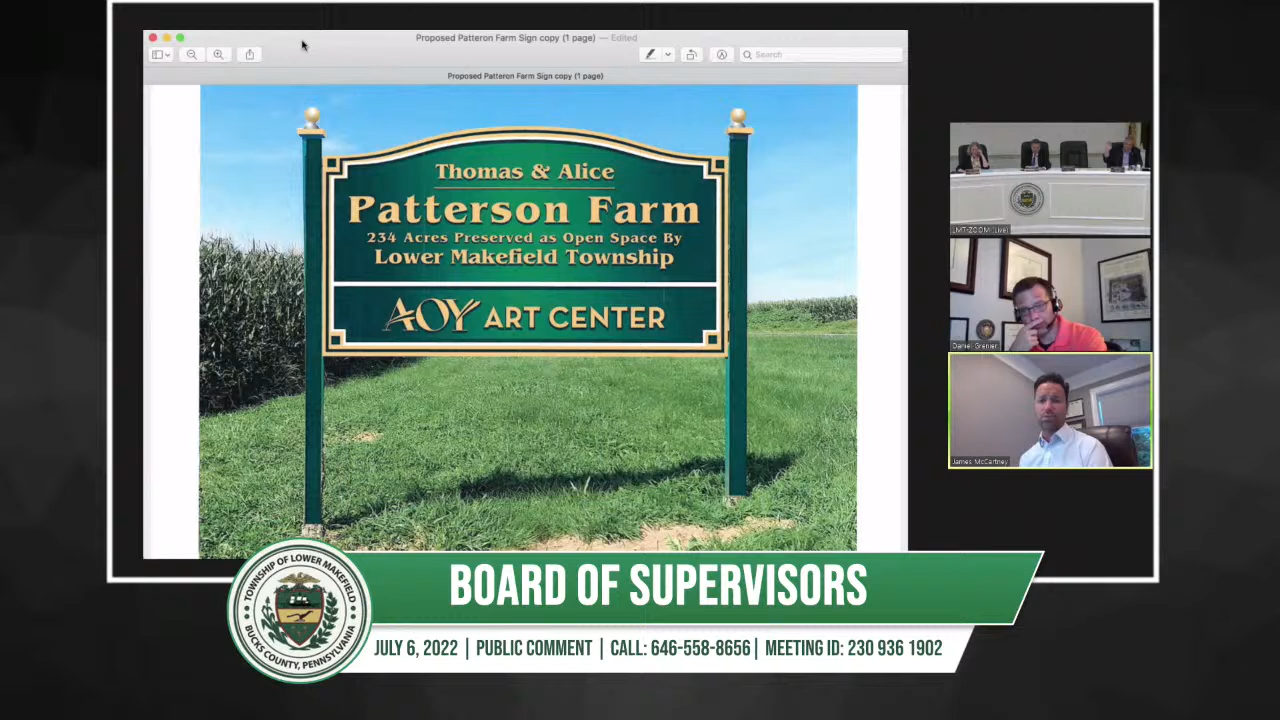 Proposed Patteron Farm Sign copy (1 page) — Edited
Search
Proposed Patteron Farm Sign copy (1 page)
Thomas & Alice
Patterson Farm
234 Acres Preserved as Open Space By
Lower Makefield Township
AOY ART CENTER
LMT-ZOOM (Live)
Daniel Grenier
James McCartney
BOARD OF SUPERVISORS
TOWNSHIP OF LOWER MAKEFIELD
BUCKS COUNTY, PENNSYLVANIA
JULY 6, 2022 | PUBLIC COMMENT | CALL: 646-558-8656 | MEETING ID: 230 936 1902